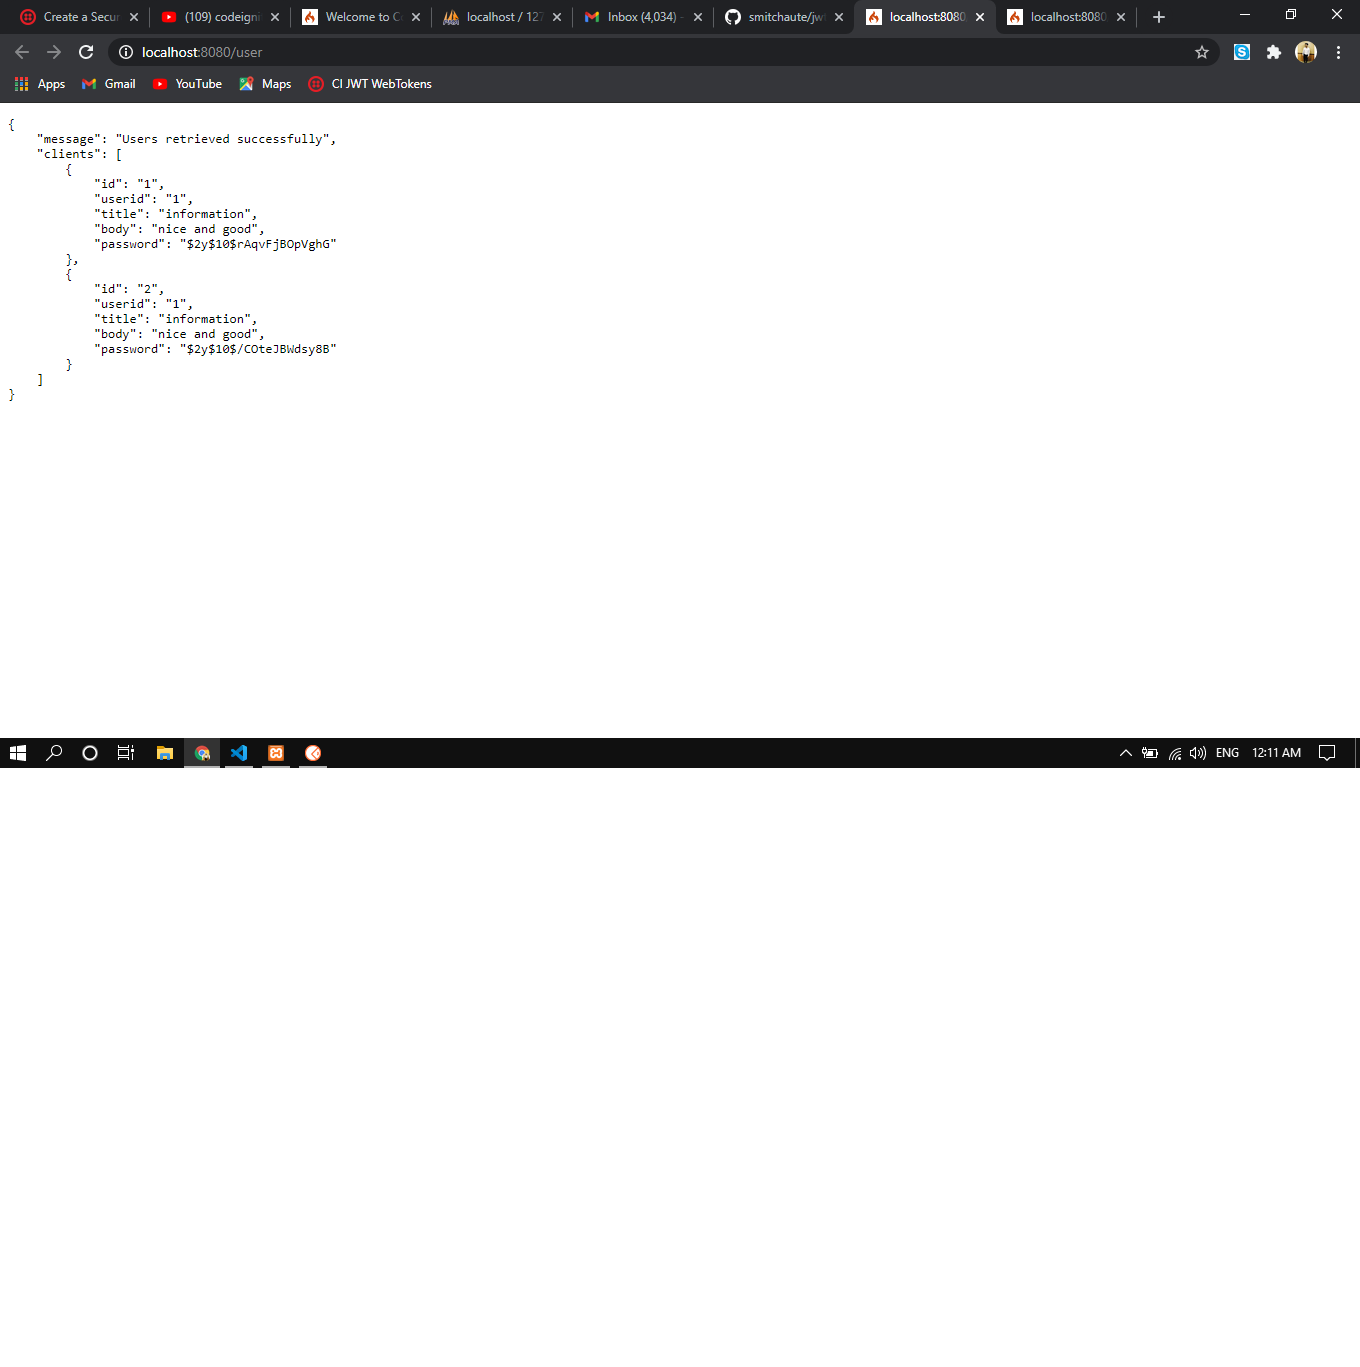 Create a Secur
(109) codeigni
Welcome to C
localhost / 127
Inbox (4,034) -
smitchaute/jw
localhost:8080
localhost:8080
localhost:8080/user
Apps
Gmail
YouTube
Maps
CI JWT WebTokens
{
    "message": "Users retrieved successfully",
    "clients": [
        {
            "id": "1",
            "userid": "1",
            "title": "information",
            "body": "nice and good",
            "password": "$2y$10$rAqvFjBOpVghG"
        },
        {
            "id": "2",
            "userid": "1",
            "title": "information",
            "body": "nice and good",
            "password": "$2y$10$/COteJBWdsy8B"
        }
    ]
}
ENG
12:11 AM